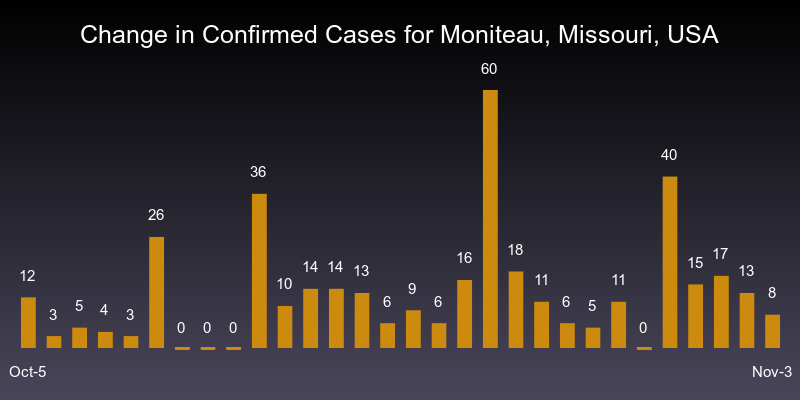 Change in Confirmed Cases for Moniteau, Missouri, USA
12 3 5 4 3 26 0 0 0 36 10 14 14 13 6 9 6 16 60 18 11 6 5 11 0 40 15 17 13 8
Oct-5 Nov-3